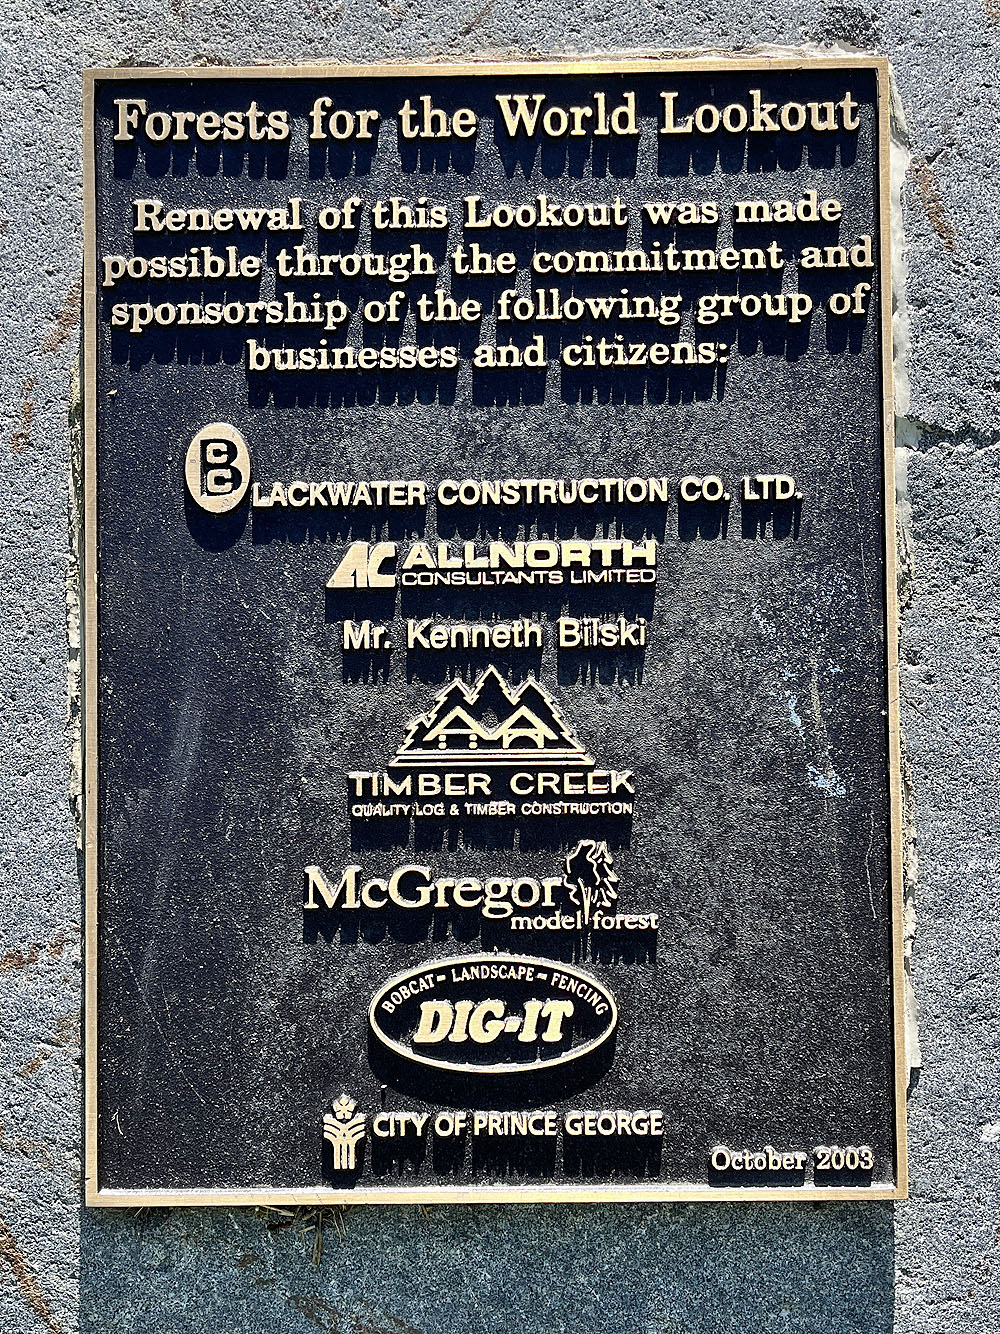 Forests for the World Lookout
Renewal of this Lookout was made
possible through the commitment and
sponsorship of the following group of
businesses and citizens:
BCC LACKWATER CONSTRUCTION CO. LTD.
AC ALLNORTH
CONSULTANTS LIMITED
Mr. Kenneth Bilski
TIMBER CREEK
QUALITY LOG & TIMBER CONSTRUCTION
McGregor
model forest
BOBCAT - LANDSCAPE - FENCING
DIG-IT
CITY OF PRINCE GEORGE
October 2003